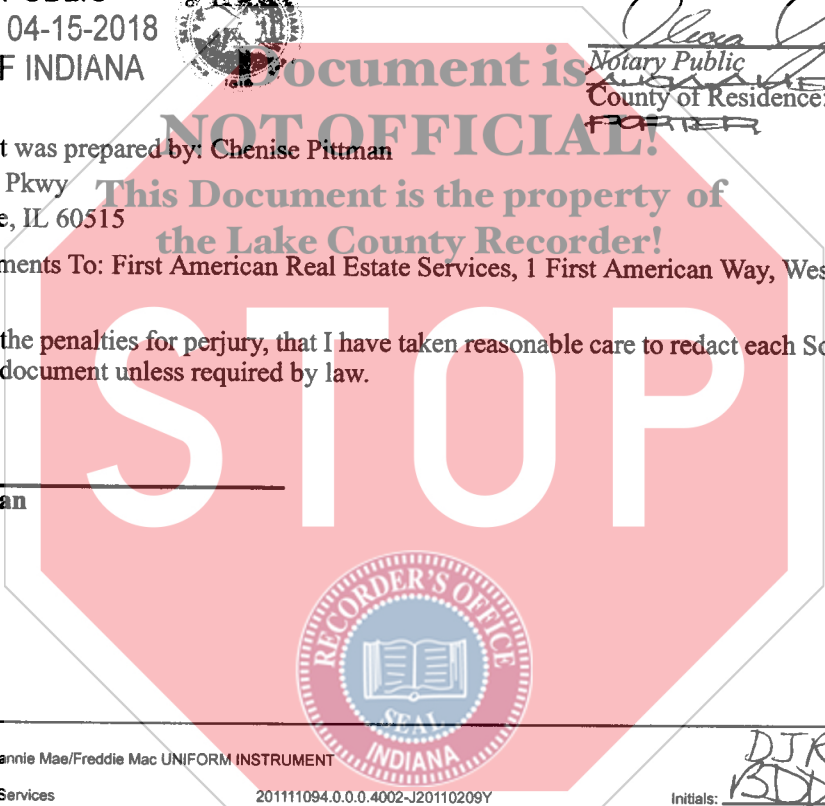 04-15-2018
F INDIANA
Notary Public
County of Residence:
PORTER
Document is
NOT OFFICIAL!
This Document is the property of
the Lake County Recorder!
t was prepared by: Chenise Pittman
Pkwy
e, IL 60515
ments To: First American Real Estate Services, 1 First American Way, Wes
the penalties for perjury, that I have taken reasonable care to redact each So
document unless required by law.
STOP
an
RECORDER'S OFFICE
SEAL
INDIANA
annie Mae/Freddie Mac UNIFORM INSTRUMENT
Services
201111094.0.0.0.4002-J20110209Y
Initials:
DJK
BDD